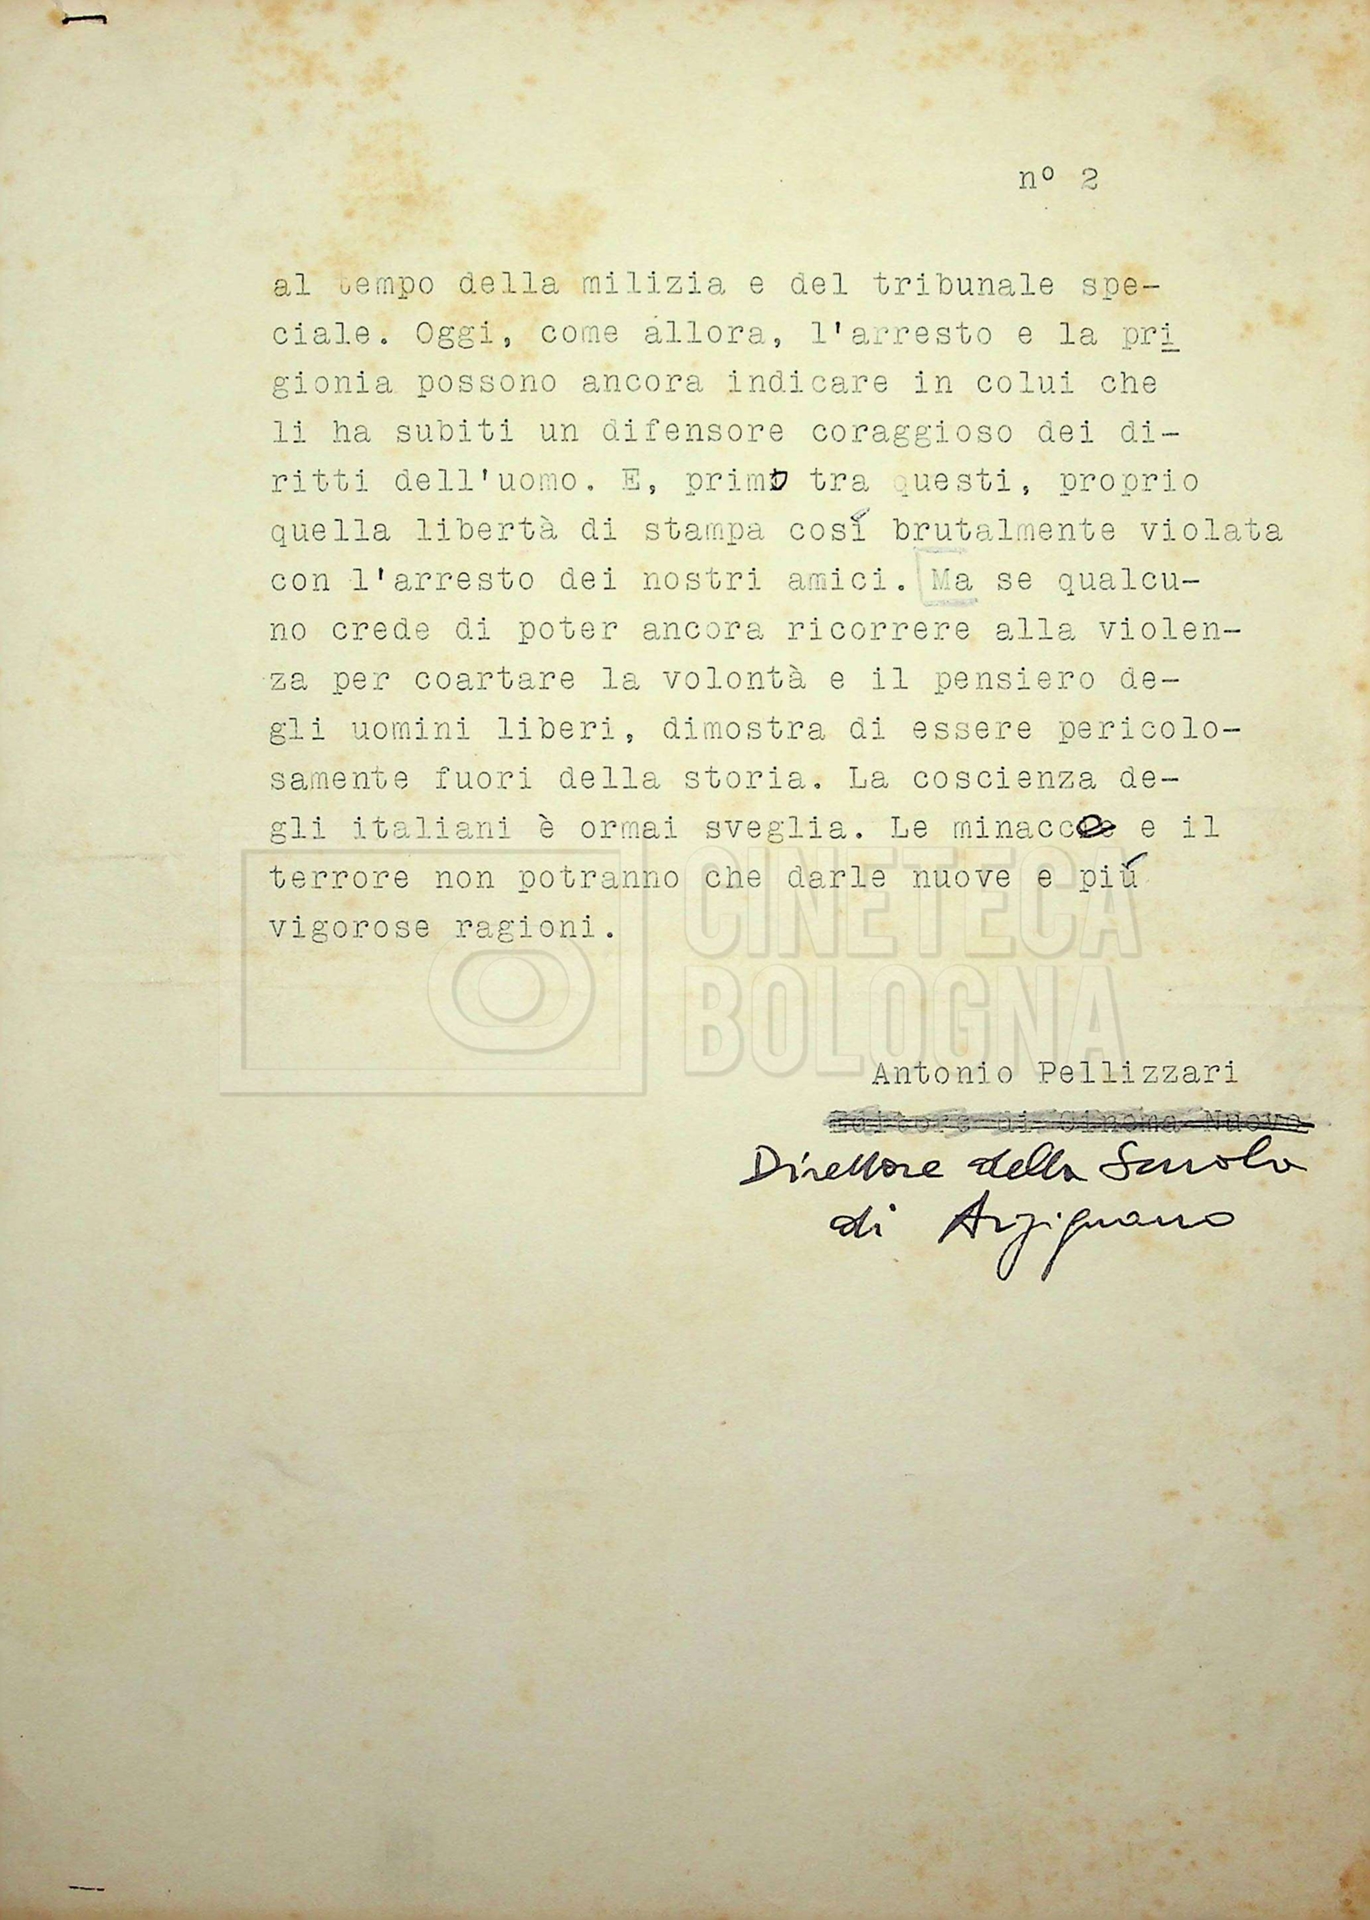 nº 2
al tempo della milizia e del tribunale spe-
ciale. Oggi, come allora, l'arresto e la pri
gionia possono ancora indicare in colui che
li ha subiti un difensore coraggioso dei di-
ritti dell'uomo. E, primo tra questi, proprio
quella libertà di stampa così brutalmente violata
con l'arresto dei nostri amici. Ma se qualcu-
no crede di poter ancora ricorrere alla violen-
za per coartare la volontà e il pensiero de-
gli uomini liberi, dimostra di essere pericolo-
samente fuori della storia. La coscienza de-
gli italiani è ormai sveglia. Le minacce e il
terrore non potranno che darle nuove e più
vigorose ragioni.
CINETECA
BOLOGNA
Antonio Pellizzari
Editore di Cinema Nuovo
Direttore della Scuola
di Arzignano